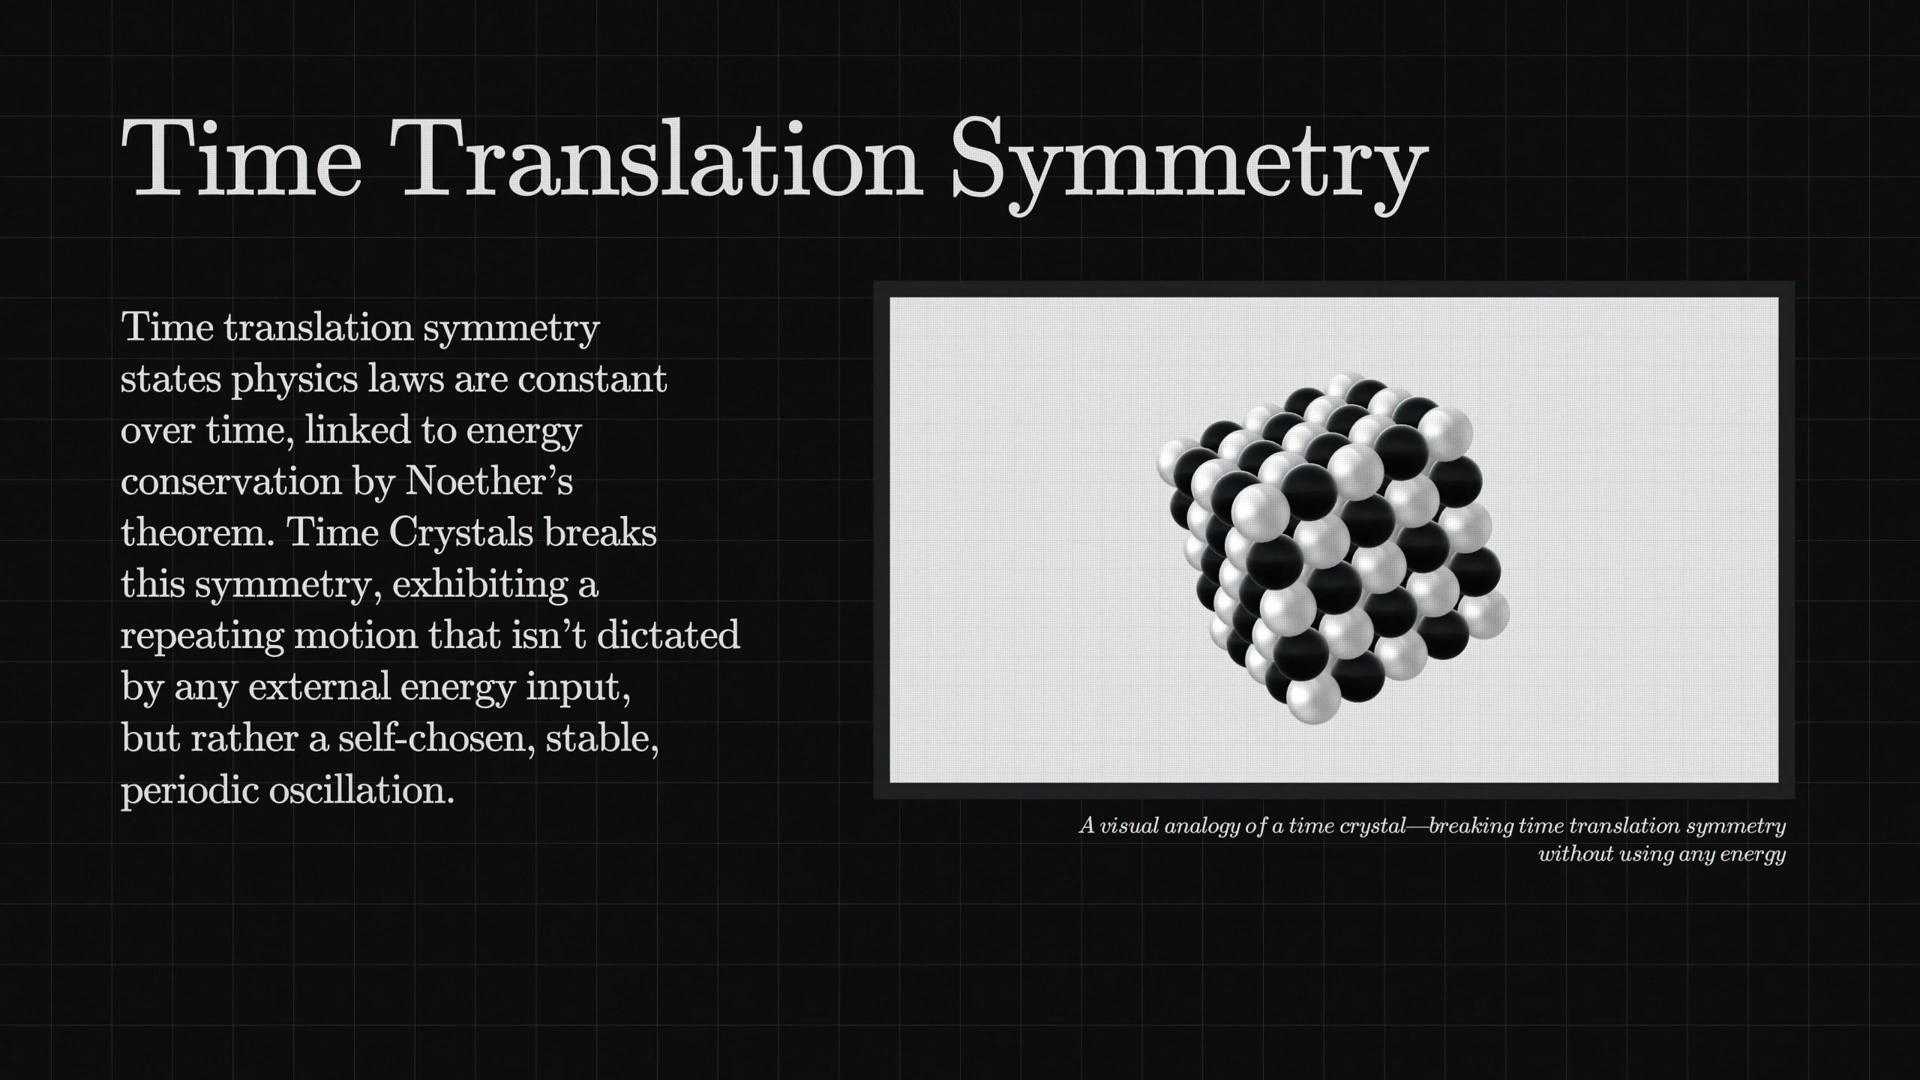 Time Translation Symmetry
Time translation symmetry
states physics laws are constant
over time, linked to energy
conservation by Noether’s
theorem. Time Crystals breaks
this symmetry, exhibiting a
repeating motion that isn’t dictated
by any external energy input,
but rather a self-chosen, stable,
periodic oscillation.
A visual analogy of a time crystal—breaking time translation symmetry
without using any energy